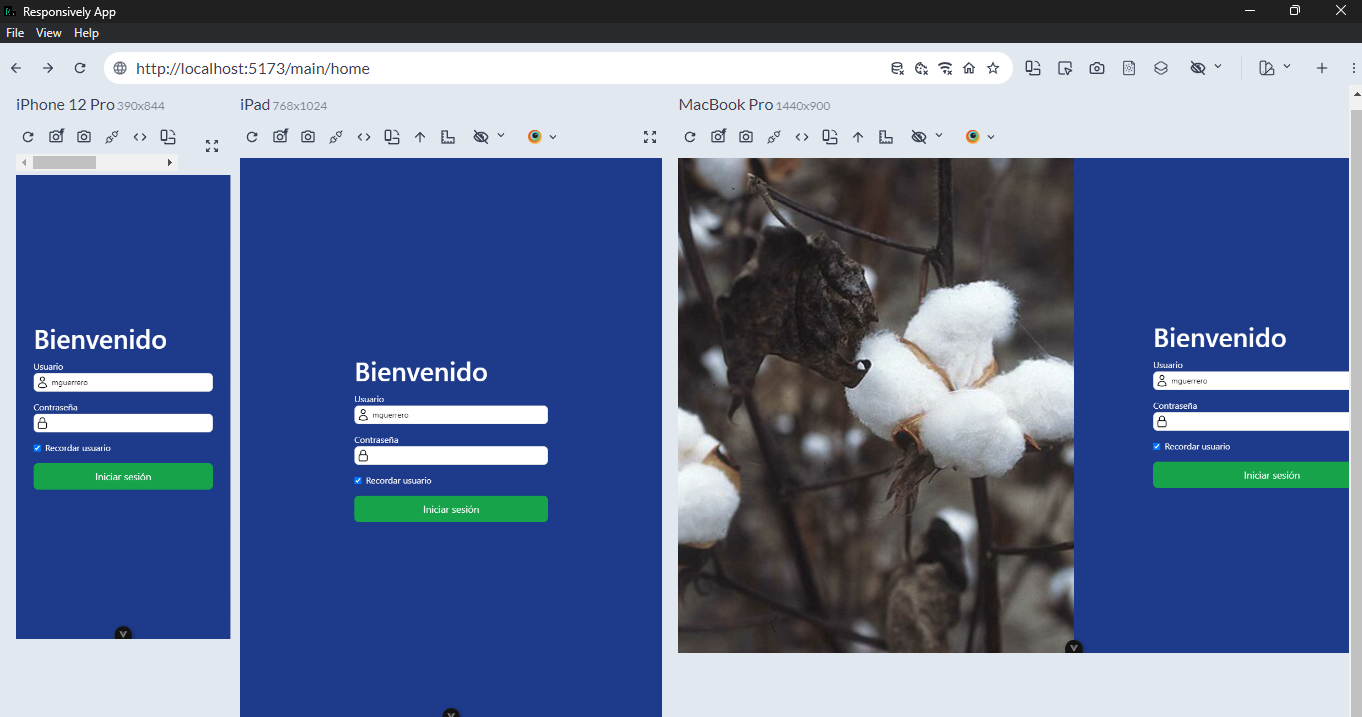 Responsively App
File View Help
http://localhost:5173/main/home
iPhone 12 Pro 390x844
iPad 768x1024
MacBook Pro 1440x900
Bienvenido
Usuario
mguerrero
Contraseña
Recordar usuario
Iniciar sesión
Bienvenido
Usuario
mguerrero
Contraseña
Recordar usuario
Iniciar sesión
Bienvenido
Usuario
mguerrero
Contraseña
Recordar usuario
Iniciar sesión